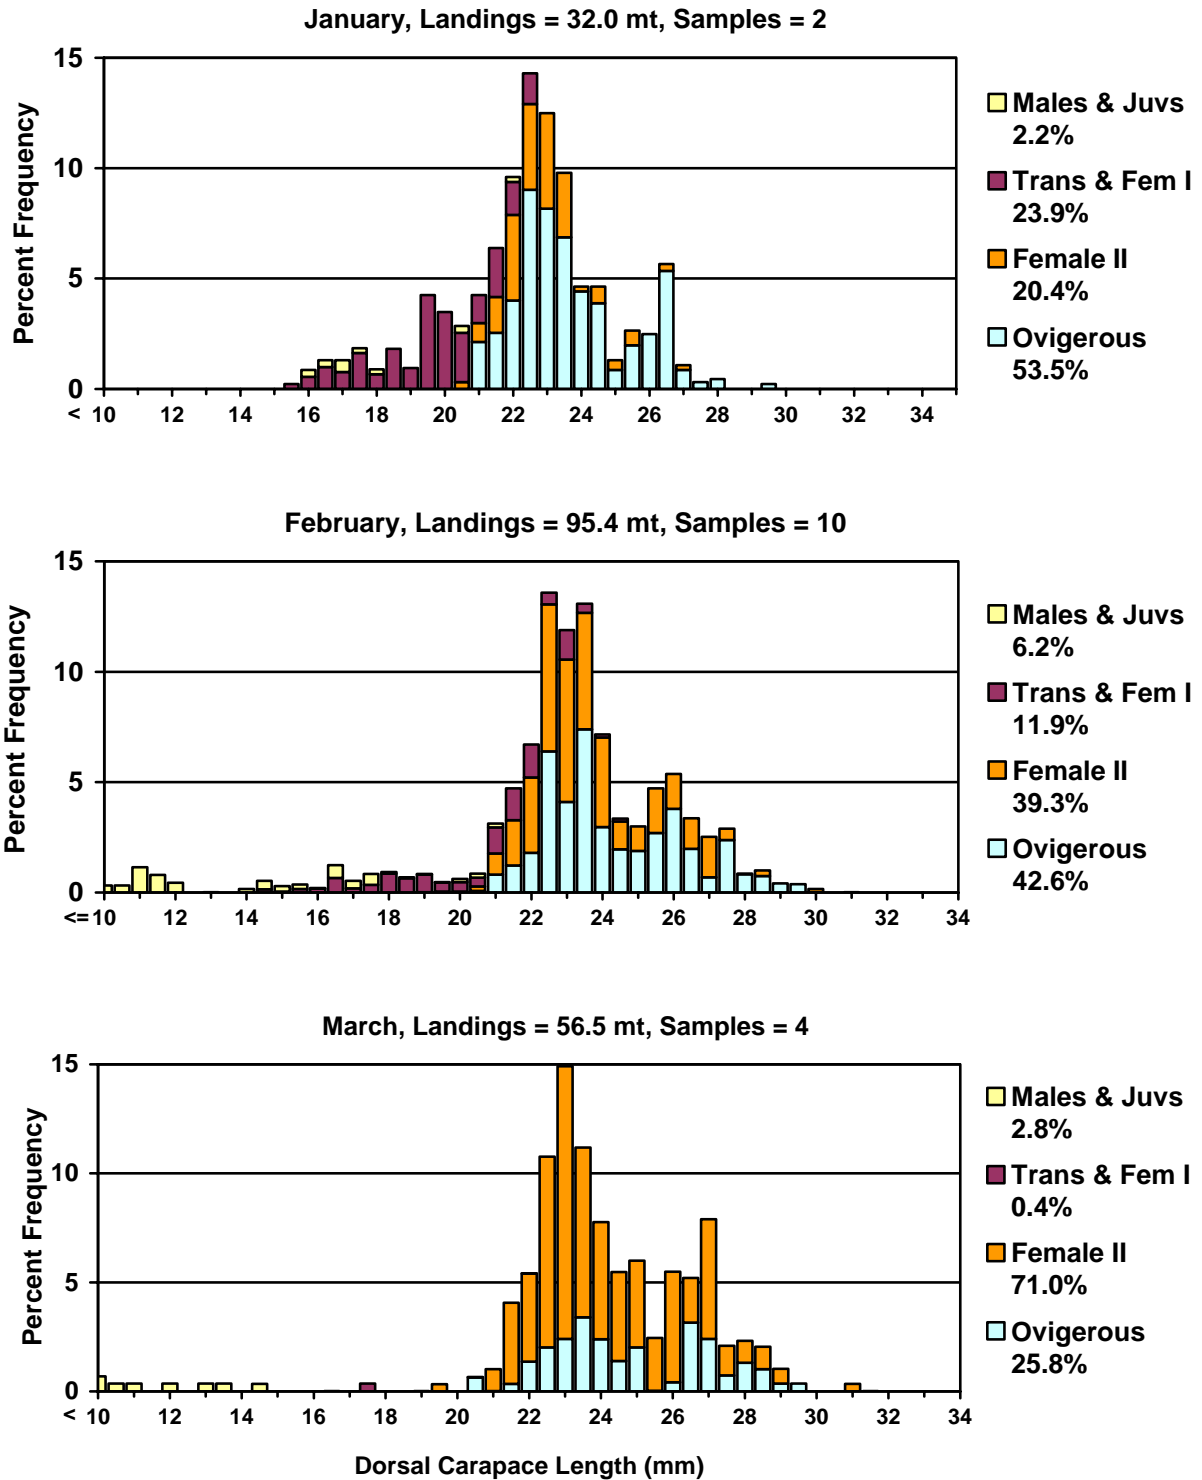 January, Landings = 32.0 mt, Samples = 2
15
10
5
0
Percent Frequency
< 10 12 14 16 18 20 22 24 26 28 30 32 34
Males & Juvs
2.2%
Trans & Fem I
23.9%
Female II
20.4%
Ovigerous
53.5%
February, Landings = 95.4 mt, Samples = 10
15
10
5
0
Percent Frequency
<= 10 12 14 16 18 20 22 24 26 28 30 32 34
Males & Juvs
6.2%
Trans & Fem I
11.9%
Female II
39.3%
Ovigerous
42.6%
March, Landings = 56.5 mt, Samples = 4
15
10
5
0
Percent Frequency
< 10 12 14 16 18 20 22 24 26 28 30 32 34
Males & Juvs
2.8%
Trans & Fem I
0.4%
Female II
71.0%
Ovigerous
25.8%
Dorsal Carapace Length (mm)